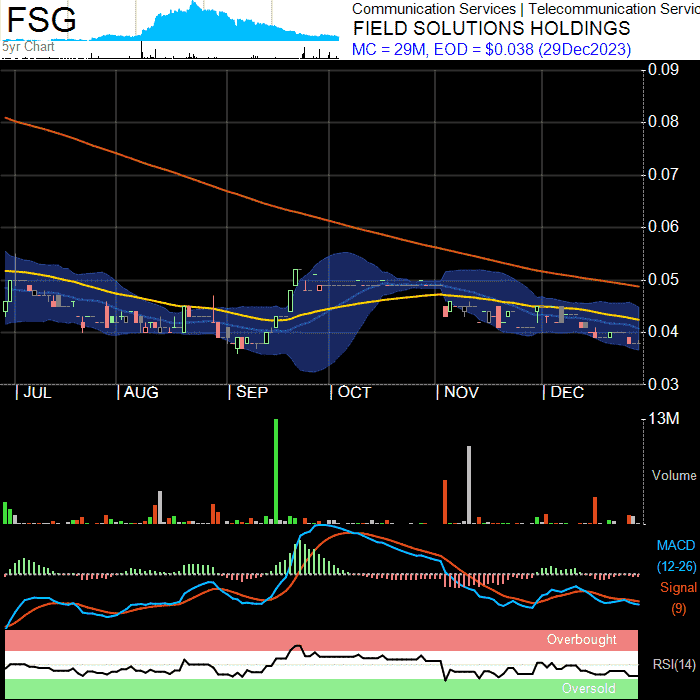 FSG
5yr Chart
Communication Services | Telecommunication Servic
FIELD SOLUTIONS HOLDINGS
MC = 29M, EOD = $0.038 (29Dec2023)
0.09
0.08
0.07
0.06
0.05
0.04
0.03
| JUL | AUG | SEP | OCT | NOV | DEC
13M
Volume
MACD
(12-26)
Signal
(9)
Overbought
RSI(14)
Oversold